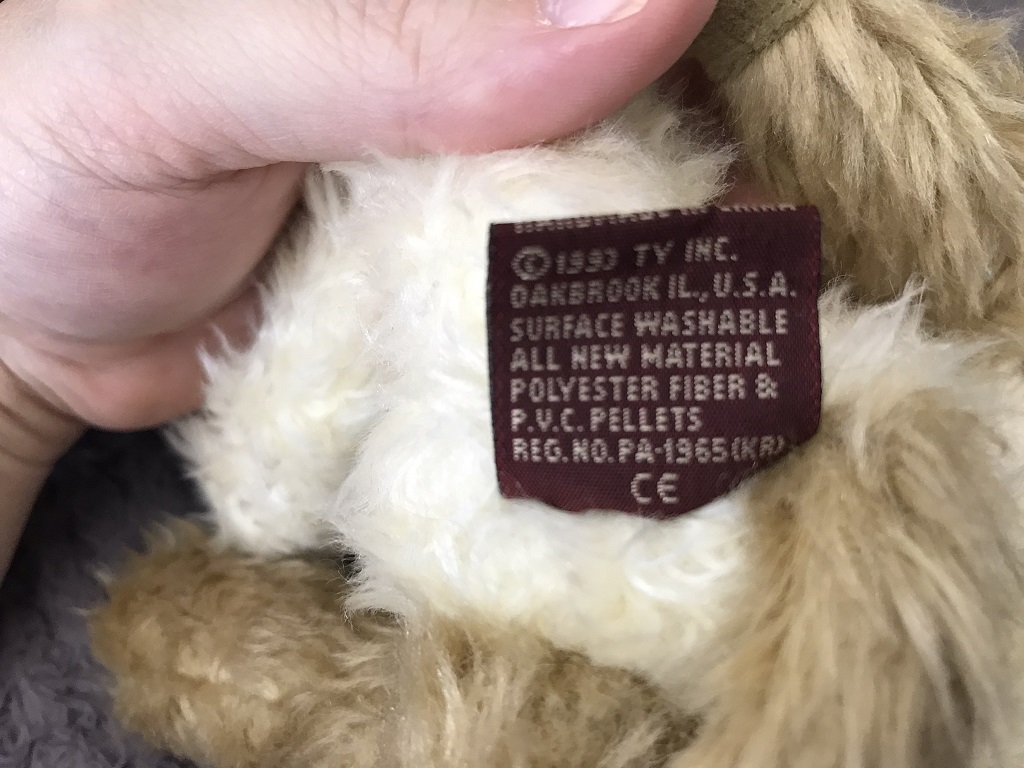 ©1993 TY INC.
OAKBROOK IL., U.S.A.
SURFACE WASHABLE
ALL NEW MATERIAL
POLYESTER FIBER &
P.V.C. PELLETS
REG. NO. PA-1965(KR)
CE